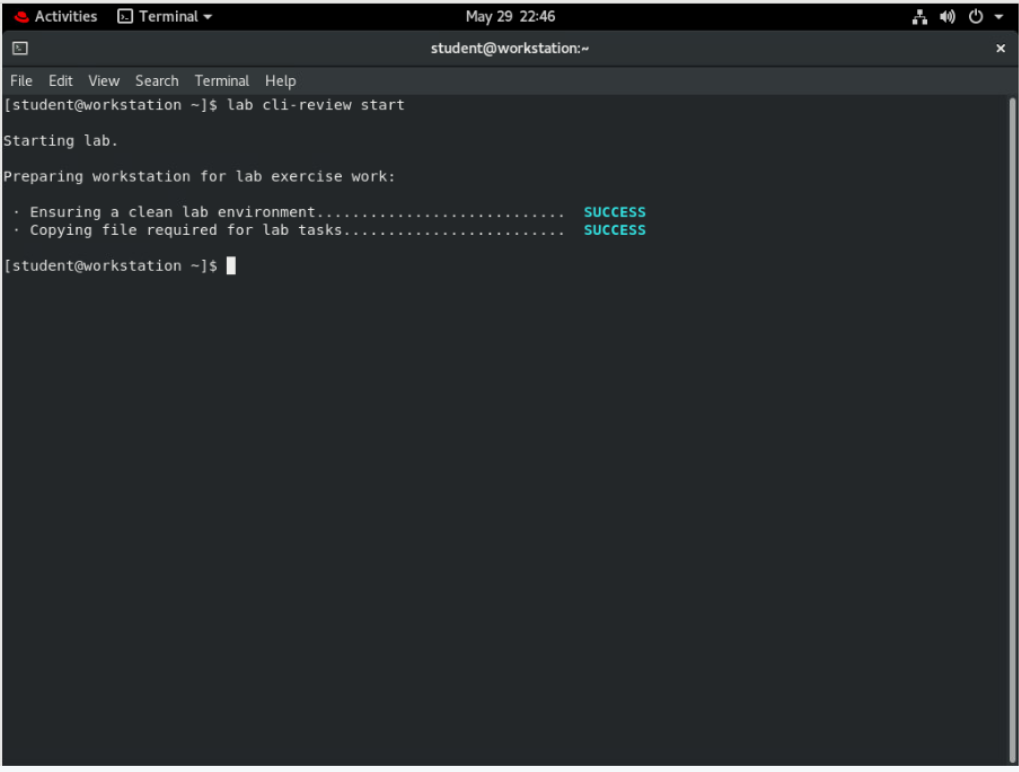 Activities Terminal May 29 22:46
student@workstation:~ ×
File Edit View Search Terminal Help
[student@workstation ~]$ lab cli-review start
Starting lab.
Preparing workstation for lab exercise work:
· Ensuring a clean lab environment............................ SUCCESS
· Copying file required for lab tasks......................... SUCCESS
[student@workstation ~]$